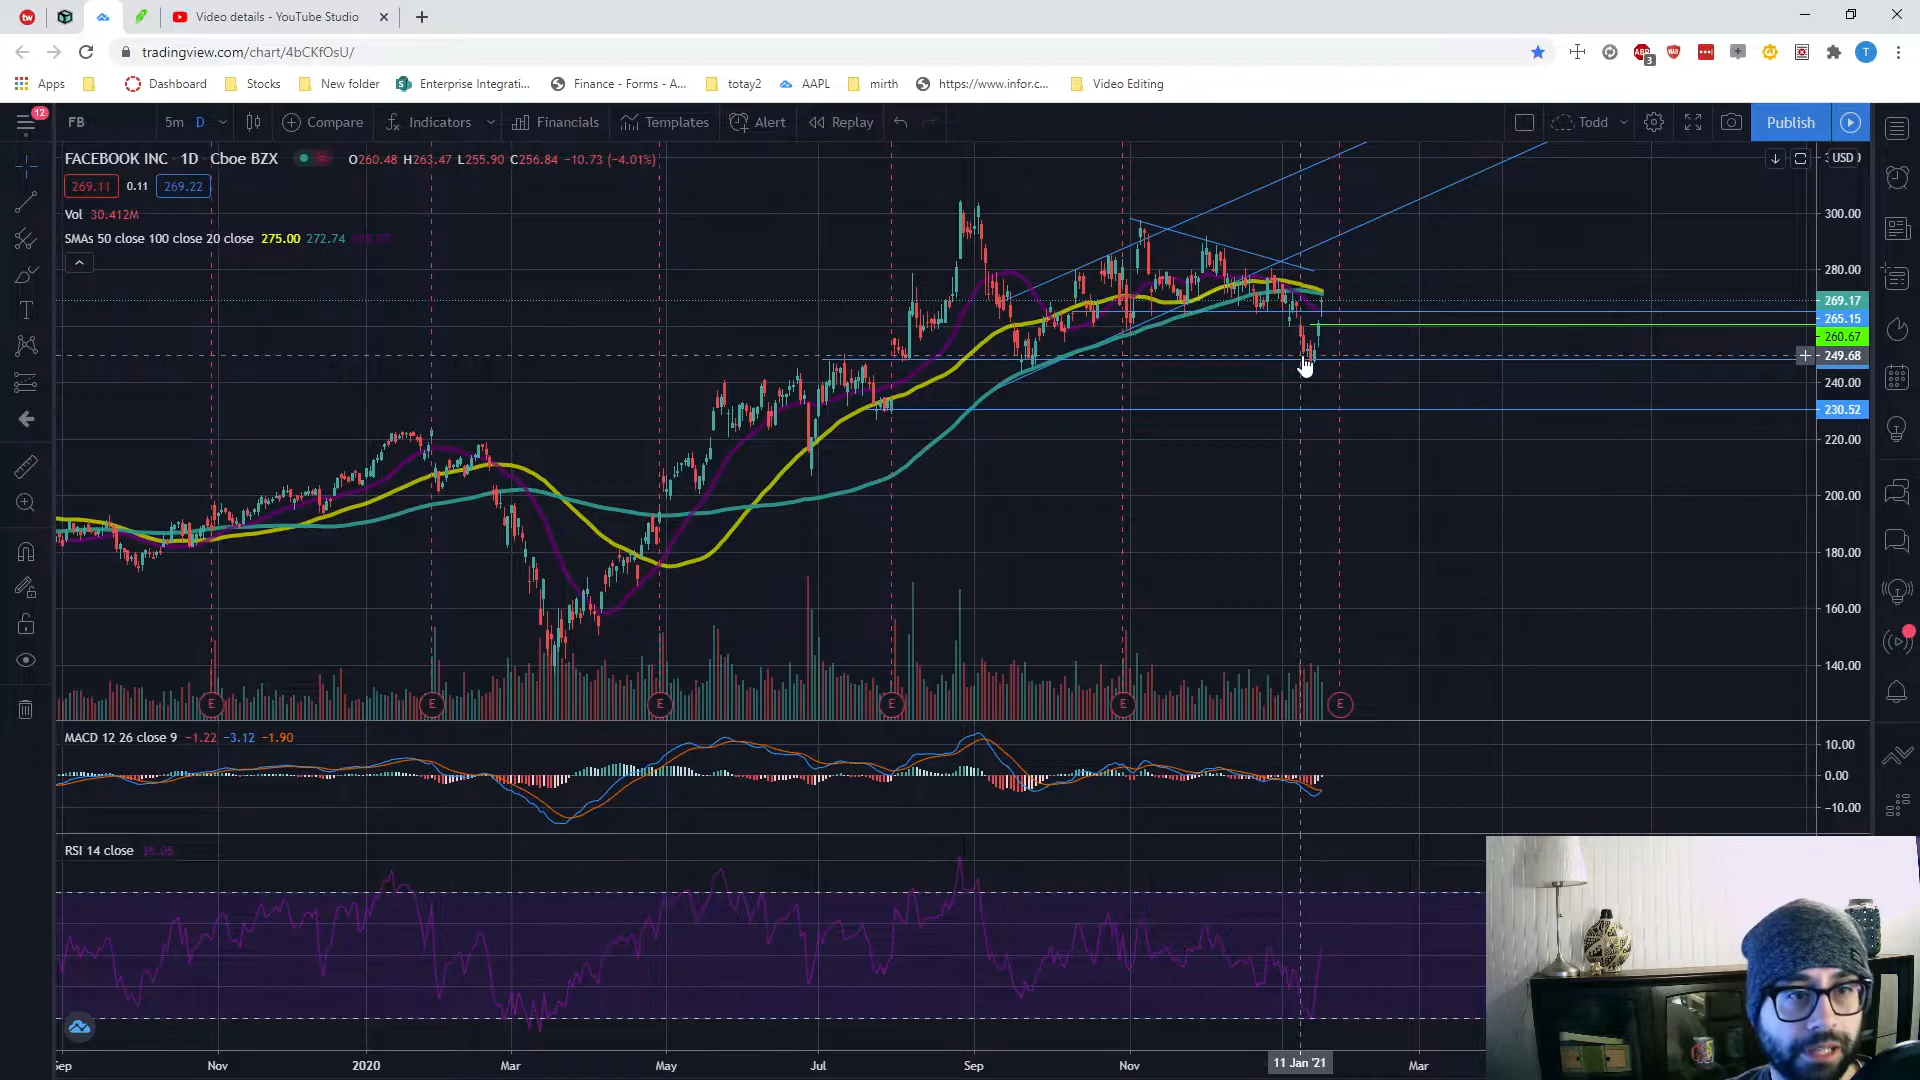 tw
Video details - YouTube Studio
tradingview.com/chart/4bCKfOsU/
ABP
3
T
Apps
Dashboard
Stocks
New folder
Enterprise Integrati...
Finance - Forms - A...
totay2
AAPL
mirth
https://www.infor.c...
Video Editing
12
FB
5m
D
Compare
Indicators
Financials
Templates
Alert
Replay
Todd
Publish
FACEBOOK INC · 1D · Cboe BZX
O260.48 H263.47 L255.90 C256.84 −10.73 (−4.01%)
USD
269.11
0.11
269.22
Vol 30.412M
SMAs 50 close 100 close 20 close 275.00 272.74
300.00
280.00
269.17
265.15
260.67
249.68
240.00
230.52
220.00
200.00
180.00
160.00
140.00
E
E
E
E
E
E
MACD 12 26 close 9 −1.22 −3.12 −1.90
10.00
0.00
−10.00
RSI 14 close
Sep
Nov
2020
Mar
May
Jul
Sep
Nov
11 Jan '21
Mar